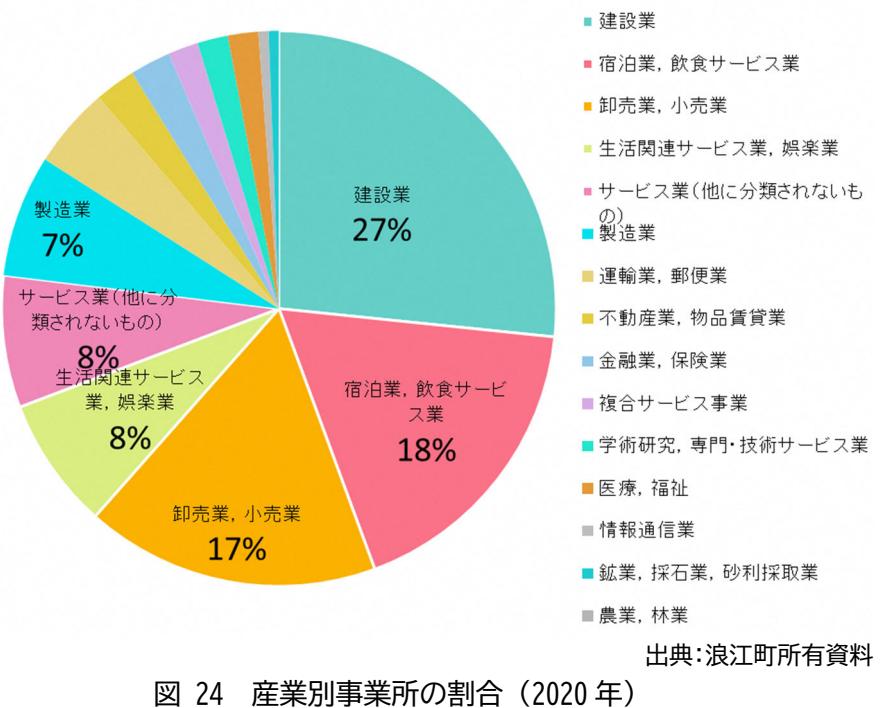 建設業
27%
宿泊業, 飲食サービ
ス業
18%
卸売業, 小売業
17%
生活関連サービス
業, 娯楽業
8%
サービス業(他に分
類されないもの)
8%
製造業
7%
建設業
宿泊業, 飲食サービス業
卸売業, 小売業
生活関連サービス業, 娯楽業
サービス業(他に分類されないも
の)
製造業
運輸業, 郵便業
不動産業, 物品賃貸業
金融業, 保険業
複合サービス事業
学術研究, 専門・技術サービス業
医療, 福祉
情報通信業
鉱業, 採石業, 砂利採取業
農業, 林業
出典:浪江町所有資料
図 24 産業別事業所の割合(2020 年)